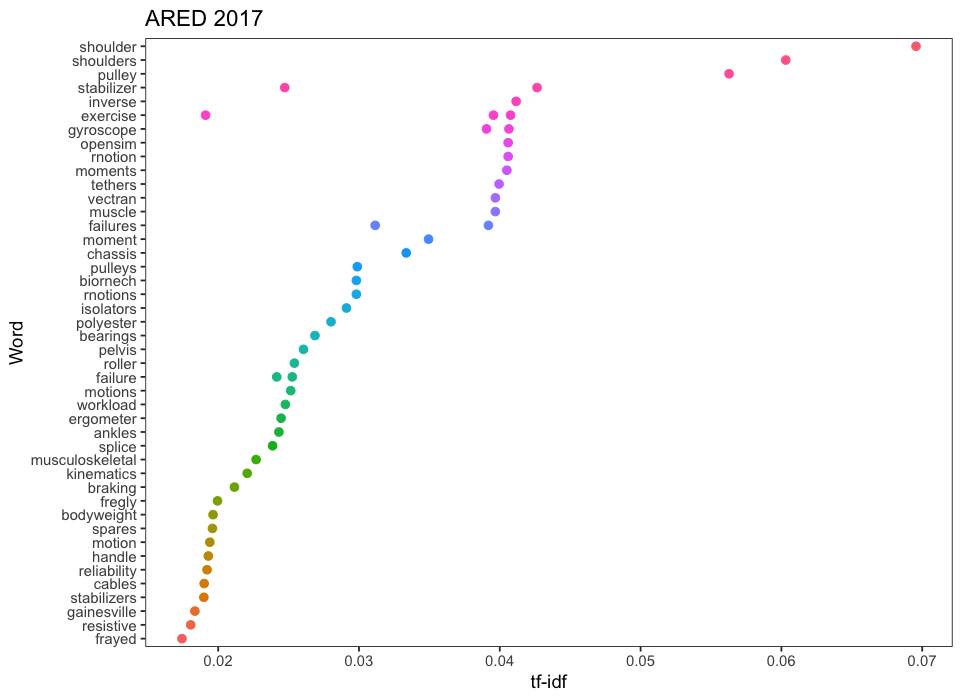 ARED 2017
shoulder
shoulders
pulley
stabilizer
inverse
exercise
gyroscope
opensim
rnotion
moments
tethers
vectran
muscle
failures
moment
chassis
pulleys
biornech
rnotions
isolators
polyester
bearings
pelvis
roller
failure
motions
workload
ergometer
ankles
splice
musculoskeletal
kinematics
braking
fregly
bodyweight
spares
motion
handle
reliability
cables
stabilizers
gainesville
resistive
frayed
Word
0.02 0.03 0.04 0.05 0.06 0.07
tf-idf